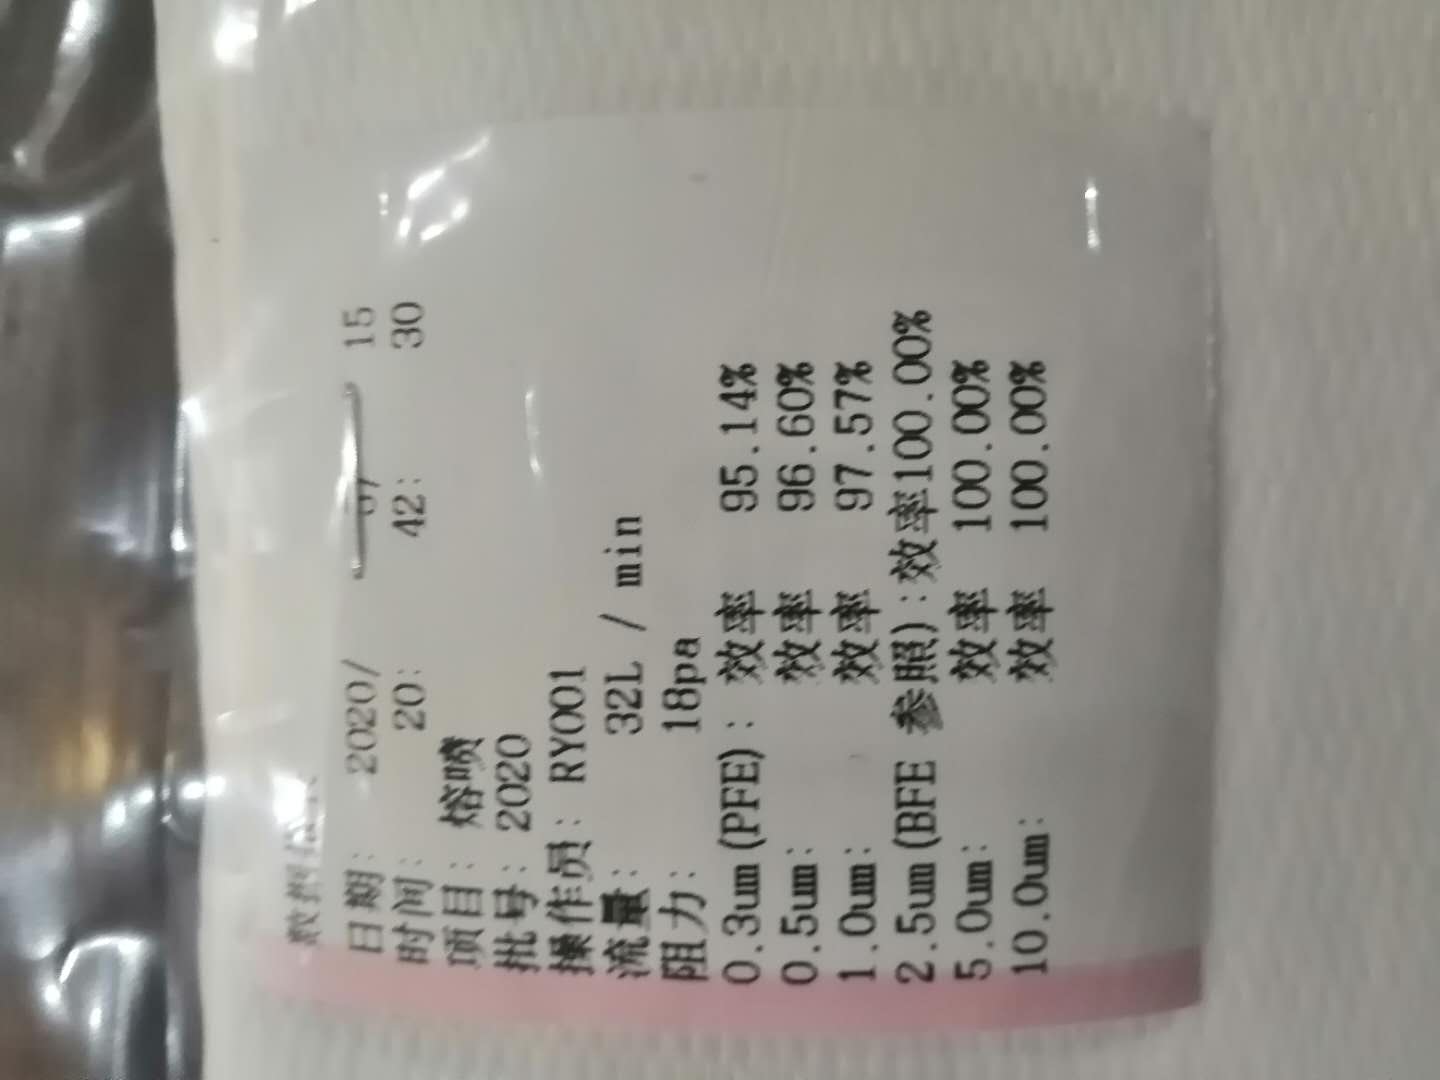 日期: 2020/ 07 15
时间: 20: 42: 30
项目: 熔喷
批号: 2020
操作员: RY001
流量: 32L / min
阻力: 18pa
0.3um(PFE): 效率 95.14%
0.5um: 效率 96.60%
1.0um: 效率 97.57%
2.5um(BFE 参照):效率100.00%
5.0um: 效率 100.00%
10.0um: 效率 100.00%